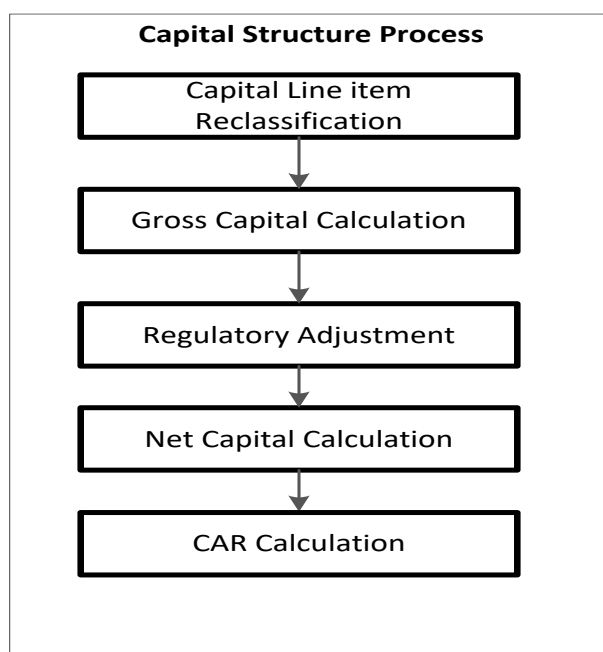 Capital Structure Process
Capital Line item
Reclassification
Gross Capital Calculation
Regulatory Adjustment
Net Capital Calculation
CAR Calculation